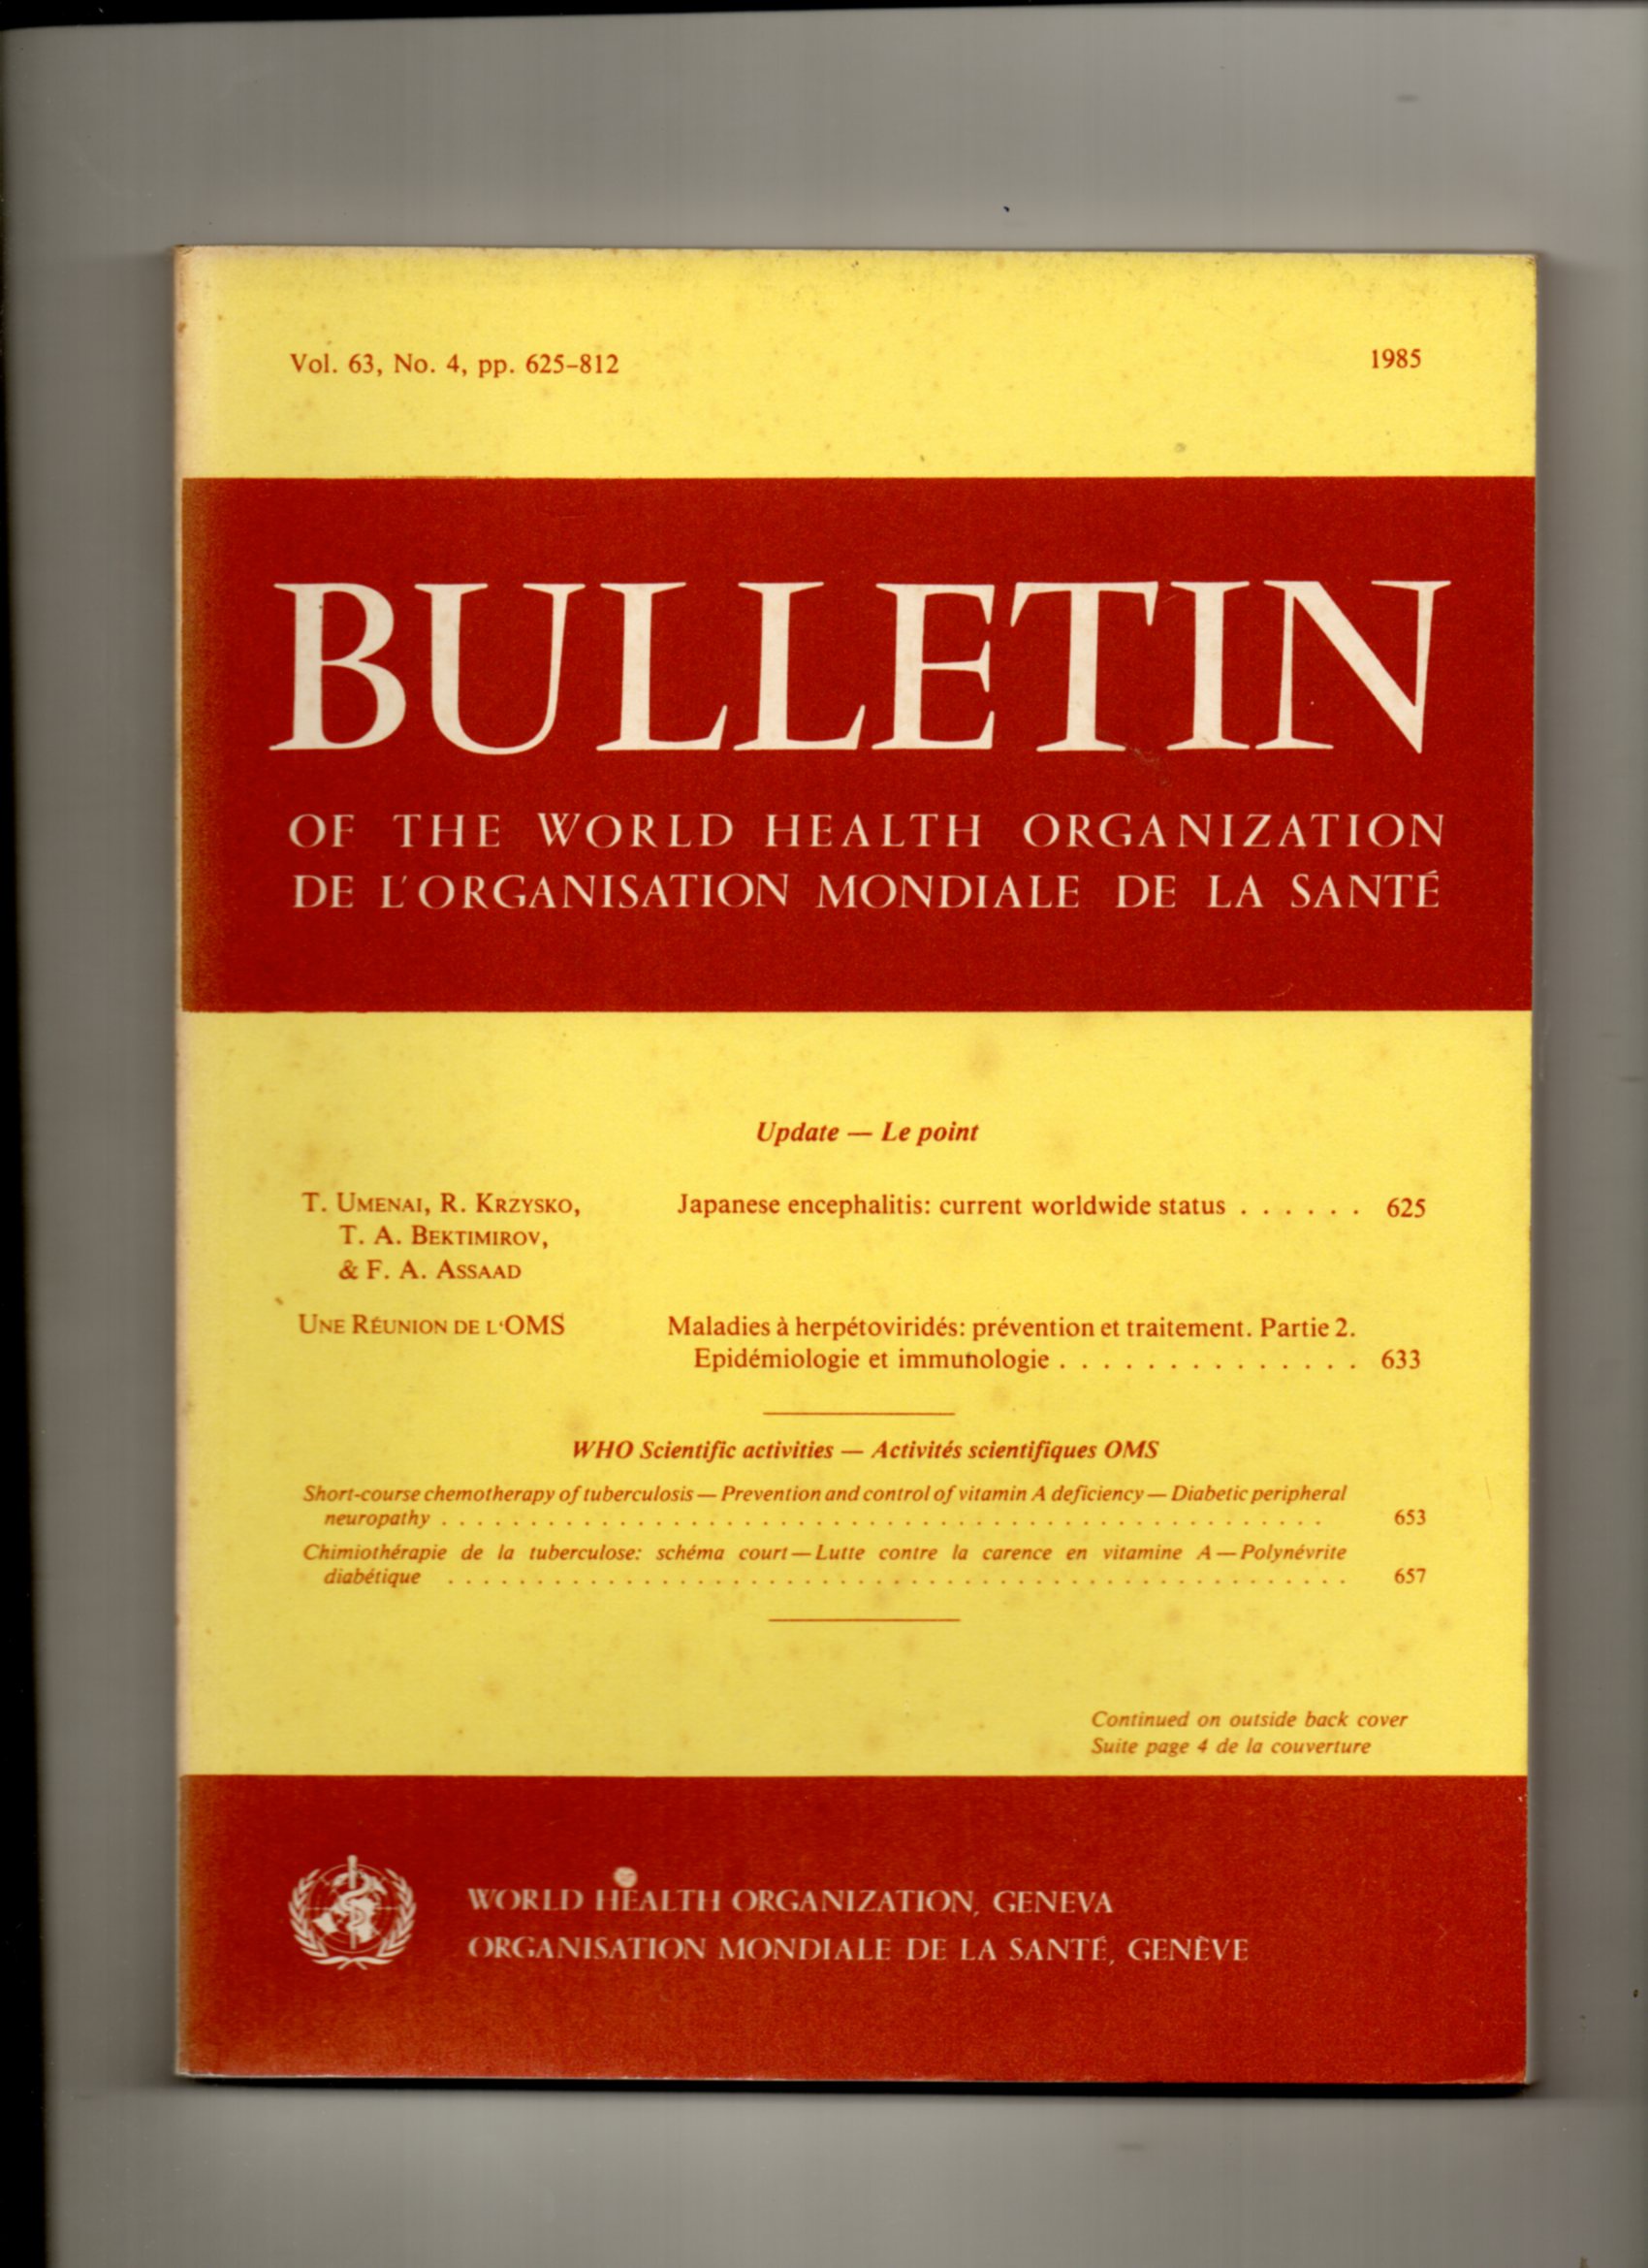 Vol. 63, No. 4, pp. 625–812 1985
BULLETIN
OF THE WORLD HEALTH ORGANIZATION
DE L'ORGANISATION MONDIALE DE LA SANTÉ
Update — Le point
T. UMENAI, R. KRZYSKO, Japanese encephalitis: current worldwide status . . . . . . 625
T. A. BEKTIMIROV,
& F. A. ASSAAD
UNE RÉUNION DE L'OMS Maladies à herpétoviridés: prévention et traitement. Partie 2.
Epidémiologie et immunologie . . . . . . . . . . . . . . 633
WHO Scientific activities — Activités scientifiques OMS
Short-course chemotherapy of tuberculosis — Prevention and control of vitamin A deficiency — Diabetic peripheral
neuropathy . . . . . . . . . . . . . . . . . . . . . . . . . . . . . . . . . . . . . . . . . . . . . . . . . 653
Chimiothérapie de la tuberculose: schéma court — Lutte contre la carence en vitamine A — Polynévrite
diabétique . . . . . . . . . . . . . . . . . . . . . . . . . . . . . . . . . . . . . . . . . . . . . . . . . . 657
Continued on outside back cover
Suite page 4 de la couverture
WORLD HEALTH ORGANIZATION, GENEVA
ORGANISATION MONDIALE DE LA SANTÉ, GENÈVE